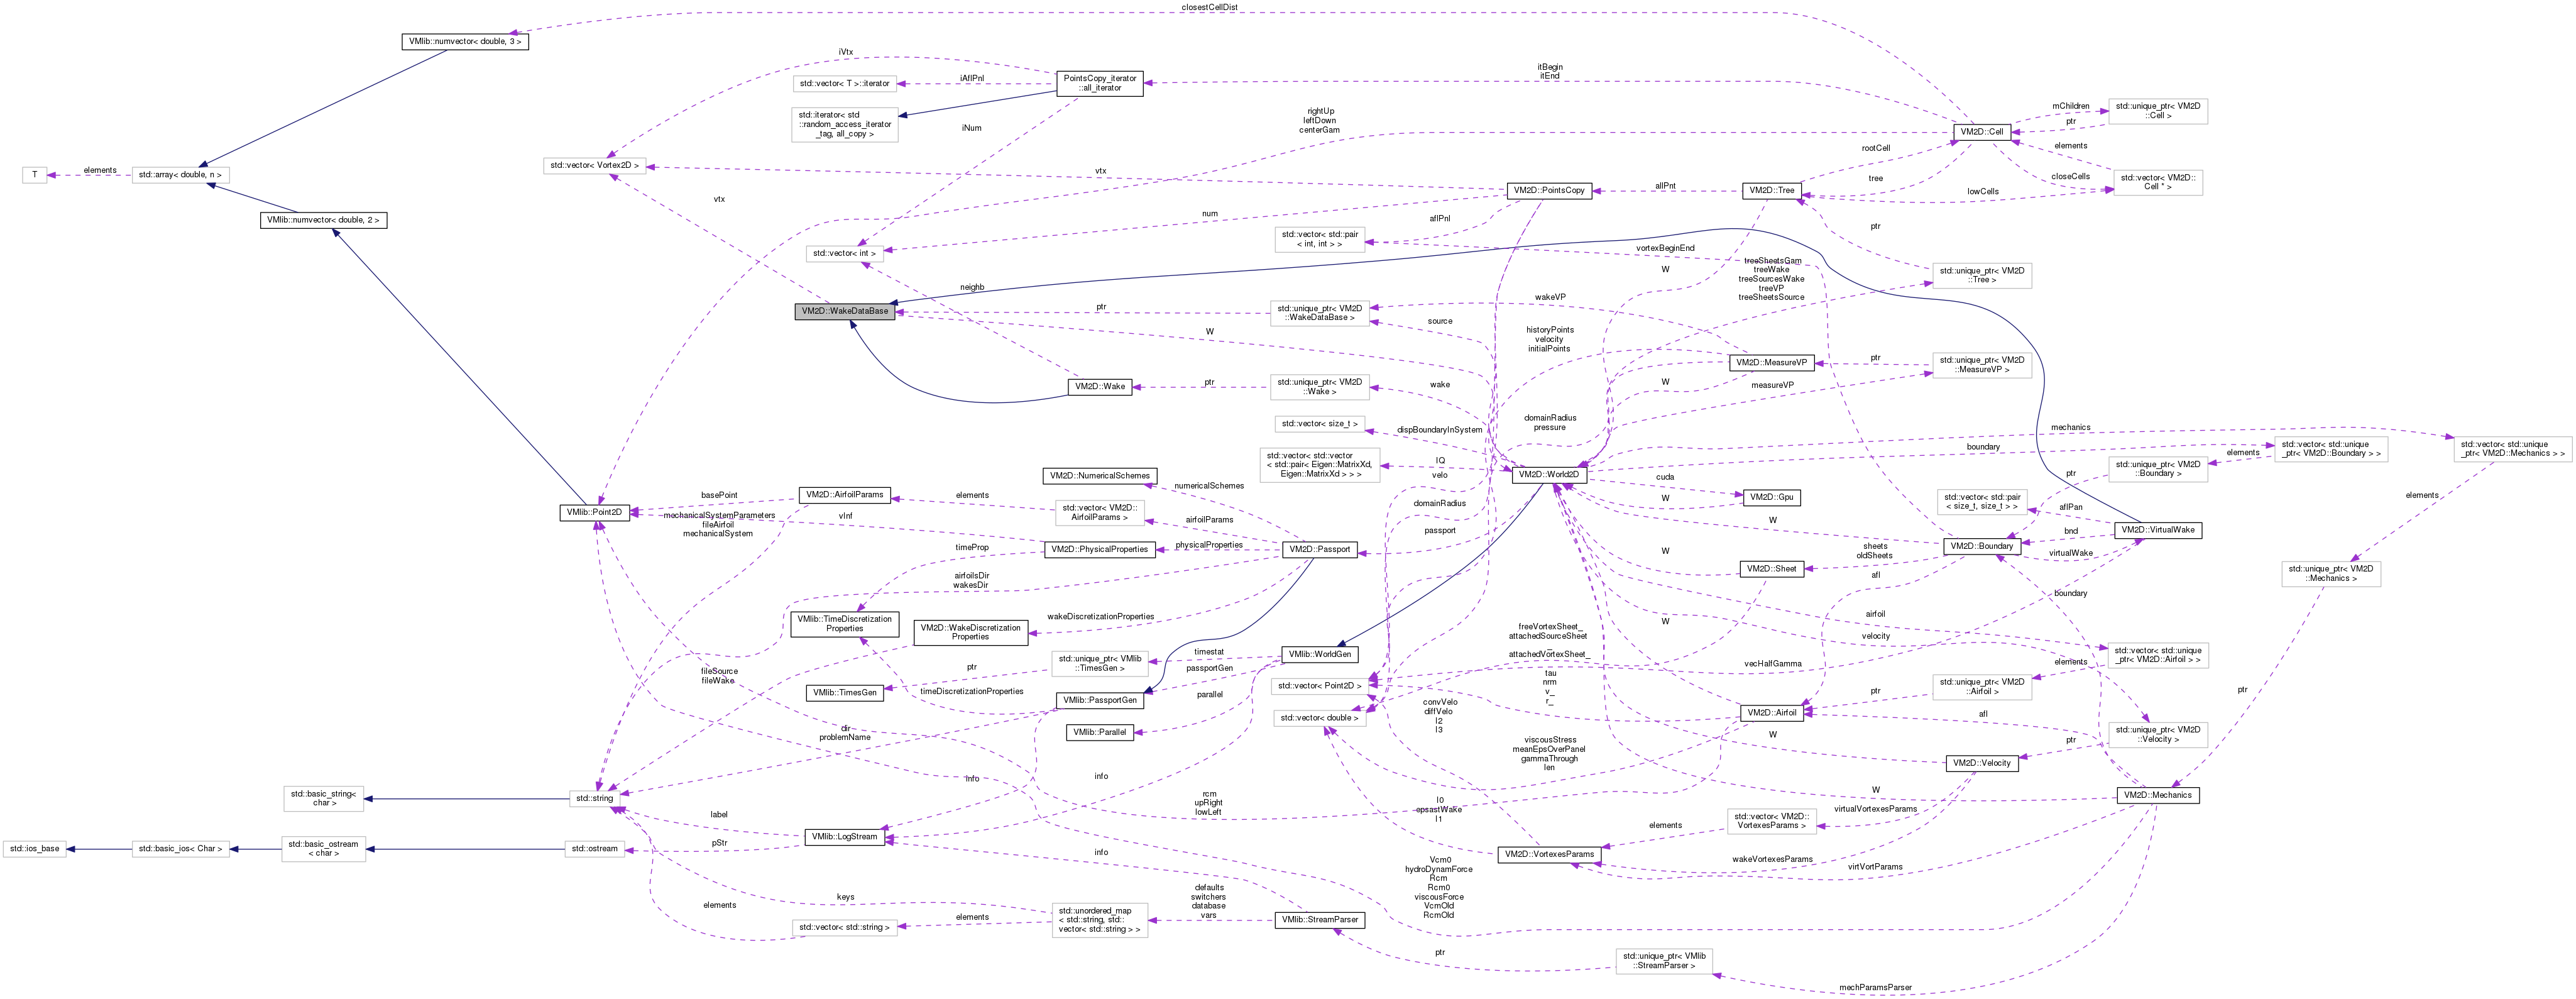 closestCellDist
VMlib::numvector< double, 3 >
iVtx
std::vector< T >::iterator
iAflPnl
PointsCopy_iterator
::all_iterator
itBegin
itEnd
mChildren
std::unique_ptr< VM2D
::Cell >
ptr
std::iterator< std
::random_access_iterator
_tag, all_copy >
rightUp
leftDown
centerGam
iNum
VM2D::Cell
rootCell
elements
std::vector< Vortex2D >
T
elements
std::array< double, n >
vtx
VM2D::PointsCopy
allPnt
VM2D::Tree
tree
closeCells
lowCells
std::vector< VM2D::
Cell * >
vtx
VMlib::numvector< double, 2 >
num
aflPnl
std::vector< int >
std::vector< std::pair
< int, int > >
vortexBeginEnd
ptr
W
treeSheetsGam
treeWake
treeSourcesWake
treeVP
treeSheetsSource
std::unique_ptr< VM2D
::Tree >
neighb
VM2D::WakeDataBase
ptr
std::unique_ptr< VM2D
::WakeDataBase >
wakeVP
source
W
historyPoints
velocity
initialPoints
VM2D::MeasureVP
ptr
std::unique_ptr< VM2D
::MeasureVP >
VM2D::Wake
ptr
std::unique_ptr< VM2D
::Wake >
wake
W
measureVP
std::vector< size_t >
dispBoundaryInSystem
domainRadius
pressure
mechanics
std::vector< std::vector
< std::pair< Eigen::MatrixXd,
Eigen::MatrixXd > > >
IQ
velo
VM2D::World2D
boundary
std::vector< std::unique
_ptr< VM2D::Boundary > >
std::vector< std::unique
_ptr< VM2D::Mechanics > >
elements
std::unique_ptr< VM2D
::Boundary >
ptr
cuda
W
VM2D::Gpu
VM2D::NumericalSchemes
numericalSchemes
VM2D::AirfoilParams
basePoint
elements
std::vector< VM2D::
AirfoilParams >
airfoilParams
domainRadius
std::vector< std::pair
< size_t, size_t > >
aflPan
elements
VMlib::Point2D
mechanicalSystemParameters
fileAirfoil
mechanicalSystem
vInf
VM2D::VirtualWake
bnd
W
passport
timeProp
VM2D::PhysicalProperties
physicalProperties
VM2D::Passport
VM2D::Boundary
virtualWake
sheets
oldSheets
W
VM2D::Sheet
afl
std::unique_ptr< VM2D
::Mechanics >
airfoilsDir
wakesDir
boundary
VMlib::TimeDiscretization
Properties
VM2D::WakeDiscretization
Properties
wakeDiscretizationProperties
airfoil
freeVortexSheet_
attachedSourceSheet
_
attachedVortexSheet_
W
velocity
VMlib::WorldGen
timestat
std::unique_ptr< VMlib
::TimesGen >
ptr
std::vector< std::unique
_ptr< VM2D::Airfoil > >
elements
vecHalfGamma
fileSource
fileWake
passportGen
tau
nrm
v_
r_
std::vector< Point2D >
VMlib::TimesGen
timeDiscretizationProperties
VMlib::PassportGen
parallel
ptr
std::unique_ptr< VM2D
::Airfoil >
ptr
convVelo
diffVelo
I2
I3
std::vector< double >
VM2D::Airfoil
afl
VMlib::Parallel
dir
problemName
W
ptr
std::unique_ptr< VM2D
::Velocity >
viscousStress
meanEpsOverPanel
gammaThrough
len
VM2D::Velocity
info
info
std::basic_string<
char >
std::string
rcm
upRight
lowLeft
I0
epsastWake
I1
W
VM2D::Mechanics
virtualVortexesParams
label
VMlib::LogStream
std::vector< VM2D::
VortexesParams >
elements
std::ios_base
std::basic_ios< Char >
std::basic_ostream
< char >
std::ostream
pStr
info
VM2D::VortexesParams
wakeVortexesParams
virtVortParams
Vcm0
hydroDynamForce
Rcm
Rcm0
viscousForce
VcmOld
RcmOld
keys
elements
std::vector< std::string >
elements
std::unordered_map
< std::string, std::
vector< std::string > >
defaults
switchers
database
vars
VMlib::StreamParser
ptr
std::unique_ptr< VMlib
::StreamParser >
mechParamsParser